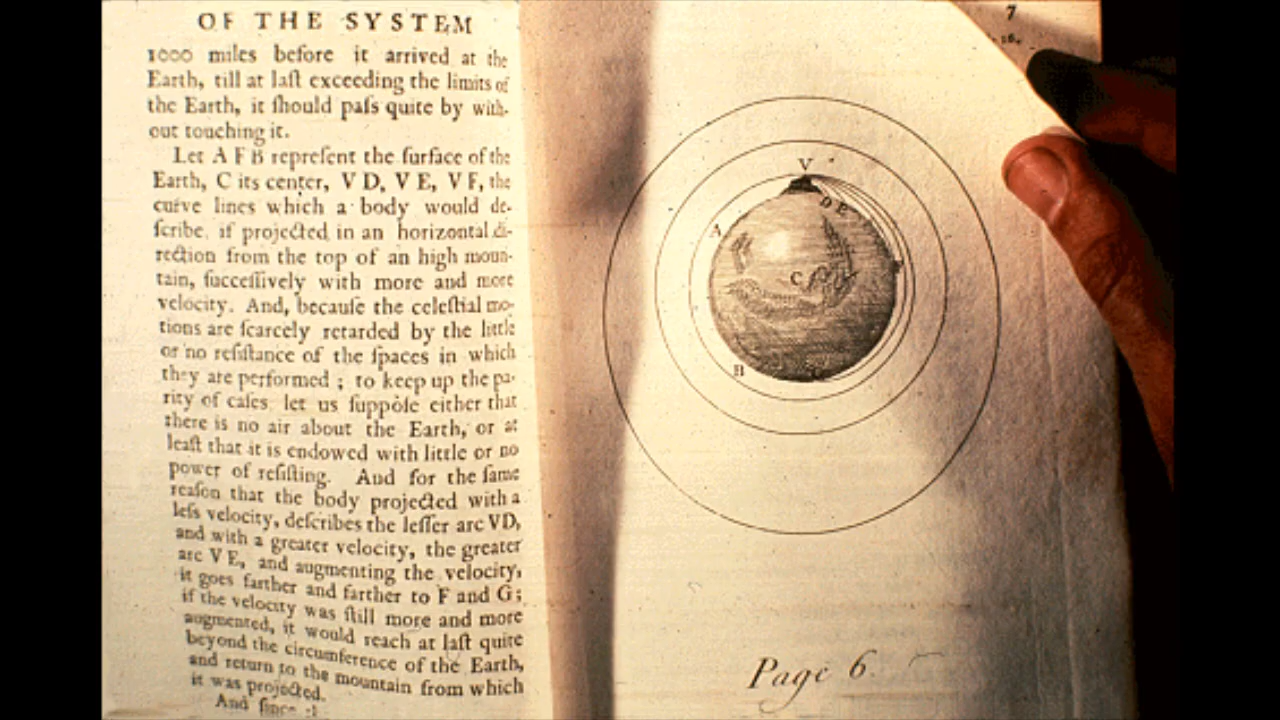 OF THE SYSTEM
1000 miles before it arrived at the
Earth, till at laſt exceeding the limits of
the Earth, it ſhould paſs quite by with-
out touching it.
Let A F B repreſent the ſurface of the
Earth, C its center, V D, V E, V F, the
curve lines which a body would de-
ſcribe, if projected in an horizontal di-
rection from the top of an high moun-
tain, ſucceſſively with more and more
velocity. And, becauſe the celeſtial mo-
tions are ſcarcely retarded by the little
or no reſiſtance of the ſpaces in which
they are performed ; to keep up the pa-
rity of caſes, let us ſuppoſe either that
there is no air about the Earth, or at
leaſt that it is endowed with little or no
power of reſiſting. And for the ſame
reaſon that the body projected with a
leſs velocity, deſcribes the leſſer arc VD,
and with a greater velocity, the greater
arc V E, and augmenting the velocity,
it goes farther and farther to F and G;
if the velocity was ſtill more and more
augmented, it would reach at laſt quite
beyond the circumference of the Earth,
and return to the mountain from which
it was projected.
And
7
16.
V
D E
A
C
B
Page 6.